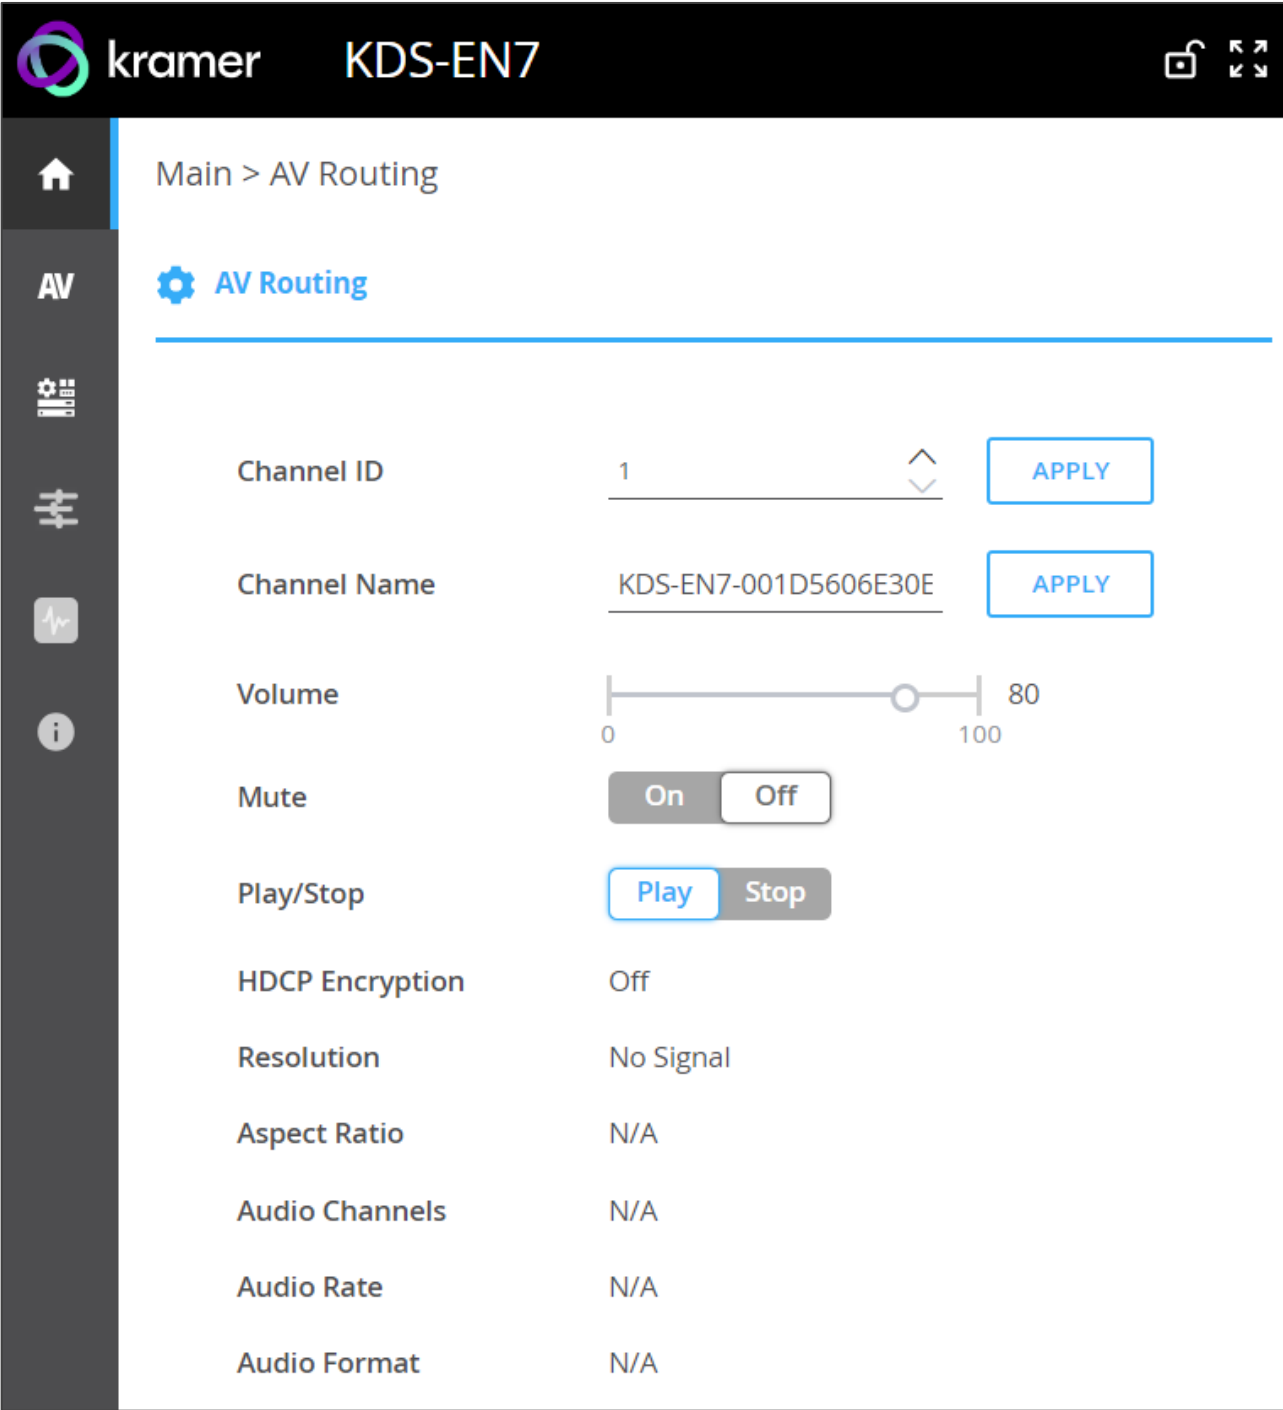 kramer KDS-EN7
Main > AV Routing
AV
AV Routing
Channel ID 1 APPLY
Channel Name KDS-EN7-001D5606E30E APPLY
Volume 80
0 100
Mute On Off
Play/Stop Play Stop
HDCP Encryption Off
Resolution No Signal
Aspect Ratio N/A
Audio Channels N/A
Audio Rate N/A
Audio Format N/A